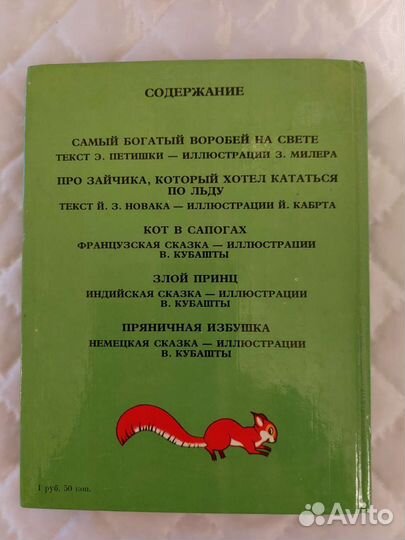 СОДЕРЖАНИЕ
САМЫЙ БОГАТЫЙ ВОРОБЕЙ НА СВЕТЕ
ТЕКСТ Э. ПЕТИШКИ — ИЛЛЮСТРАЦИИ З. МИЛЕРА
ПРО ЗАЙЧИКА, КОТОРЫЙ ХОТЕЛ КАТАТЬСЯ
ПО ЛЬДУ
ТЕКСТ Й. З. НОВАКА — ИЛЛЮСТРАЦИИ Й. КАБРТА
КОТ В САПОГАХ
ФРАНЦУЗСКАЯ СКАЗКА — ИЛЛЮСТРАЦИИ
В. КУБАШТЫ
ЗЛОЙ ПРИНЦ
ИНДИЙСКАЯ СКАЗКА — ИЛЛЮСТРАЦИИ
В. КУБАШТЫ
ПРЯНИЧНАЯ ИЗБУШКА
НЕМЕЦКАЯ СКАЗКА — ИЛЛЮСТРАЦИИ
В. КУБАШТЫ
1 руб. 50 коп.
Avito